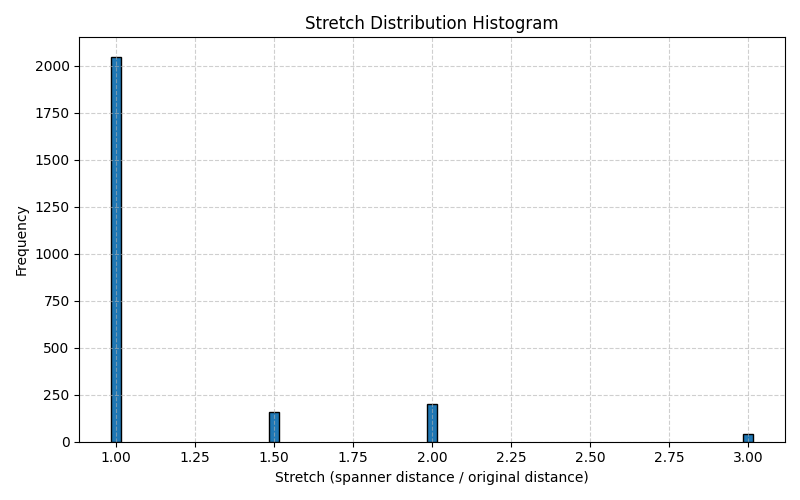 Stretch Distribution Histogram
Frequency
2000
1750
1500
1250
1000
750
500
250
0
1.00 1.25 1.50 1.75 2.00 2.25 2.50 2.75 3.00
Stretch (spanner distance / original distance)